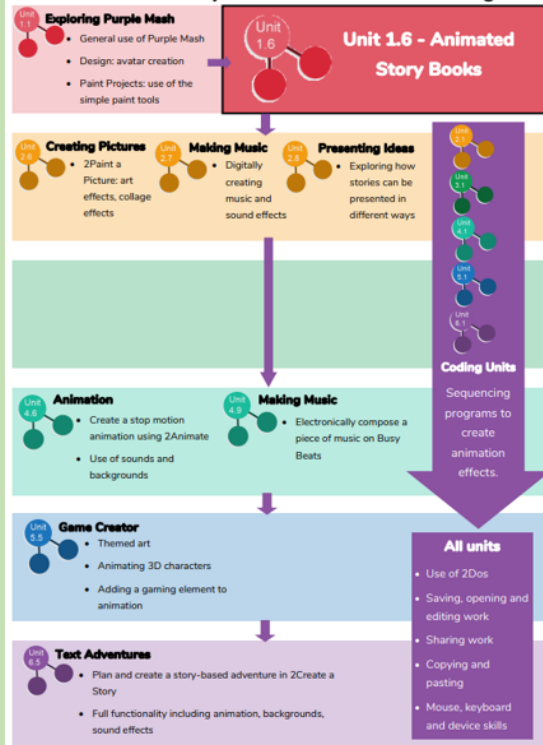 Unit
1.1
Exploring Purple Mash
• General use of Purple Mash
• Design: avatar creation
• Paint Projects: use of the
simple paint tools
Unit
1.6
Unit 1.6 - Animated
Story Books
Unit
2.6
Creating Pictures
• 2Paint a
Picture: art
effects, collage
effects
Unit
2.7
Making Music
• Digitally
creating
music and
sound effects
Unit
2.8
Presenting Ideas
• Exploring how
stories can be
presented in
different ways
Unit
2.1
Unit
3.1
Unit
4.1
Unit
5.1
Unit
6.1
Coding Units
Sequencing
programs to
create
animation
effects.
Unit
4.6
Animation
• Create a stop motion
animation using 2Animate
• Use of sounds and
backgrounds
Unit
4.9
Making Music
• Electronically compose a
piece of music on Busy
Beats
Unit
5.5
Game Creator
• Themed art
• Animating 3D characters
• Adding a gaming element to
animation
Unit
6.5
Text Adventures
• Plan and create a story-based adventure in 2Create a
Story
• Full functionality including animation, backgrounds,
sound effects
All units
• Use of 2Dos
• Saving, opening and
editing work
• Sharing work
• Copying and
pasting
• Mouse, keyboard
and device skills